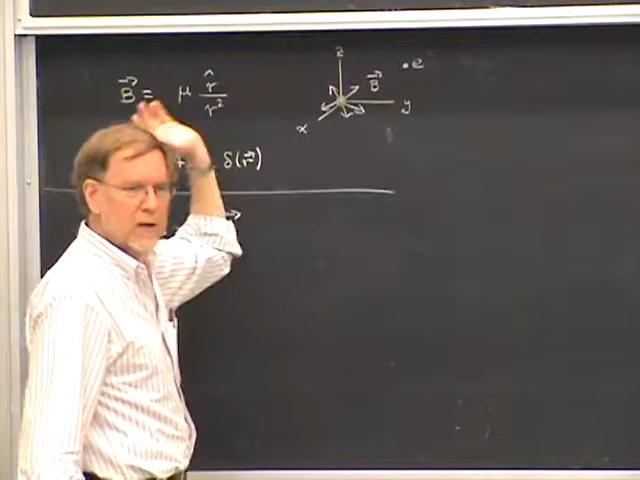 B⃗ = μ r̂/r²
z
• e
B⃗
y
x
δ(r⃗)